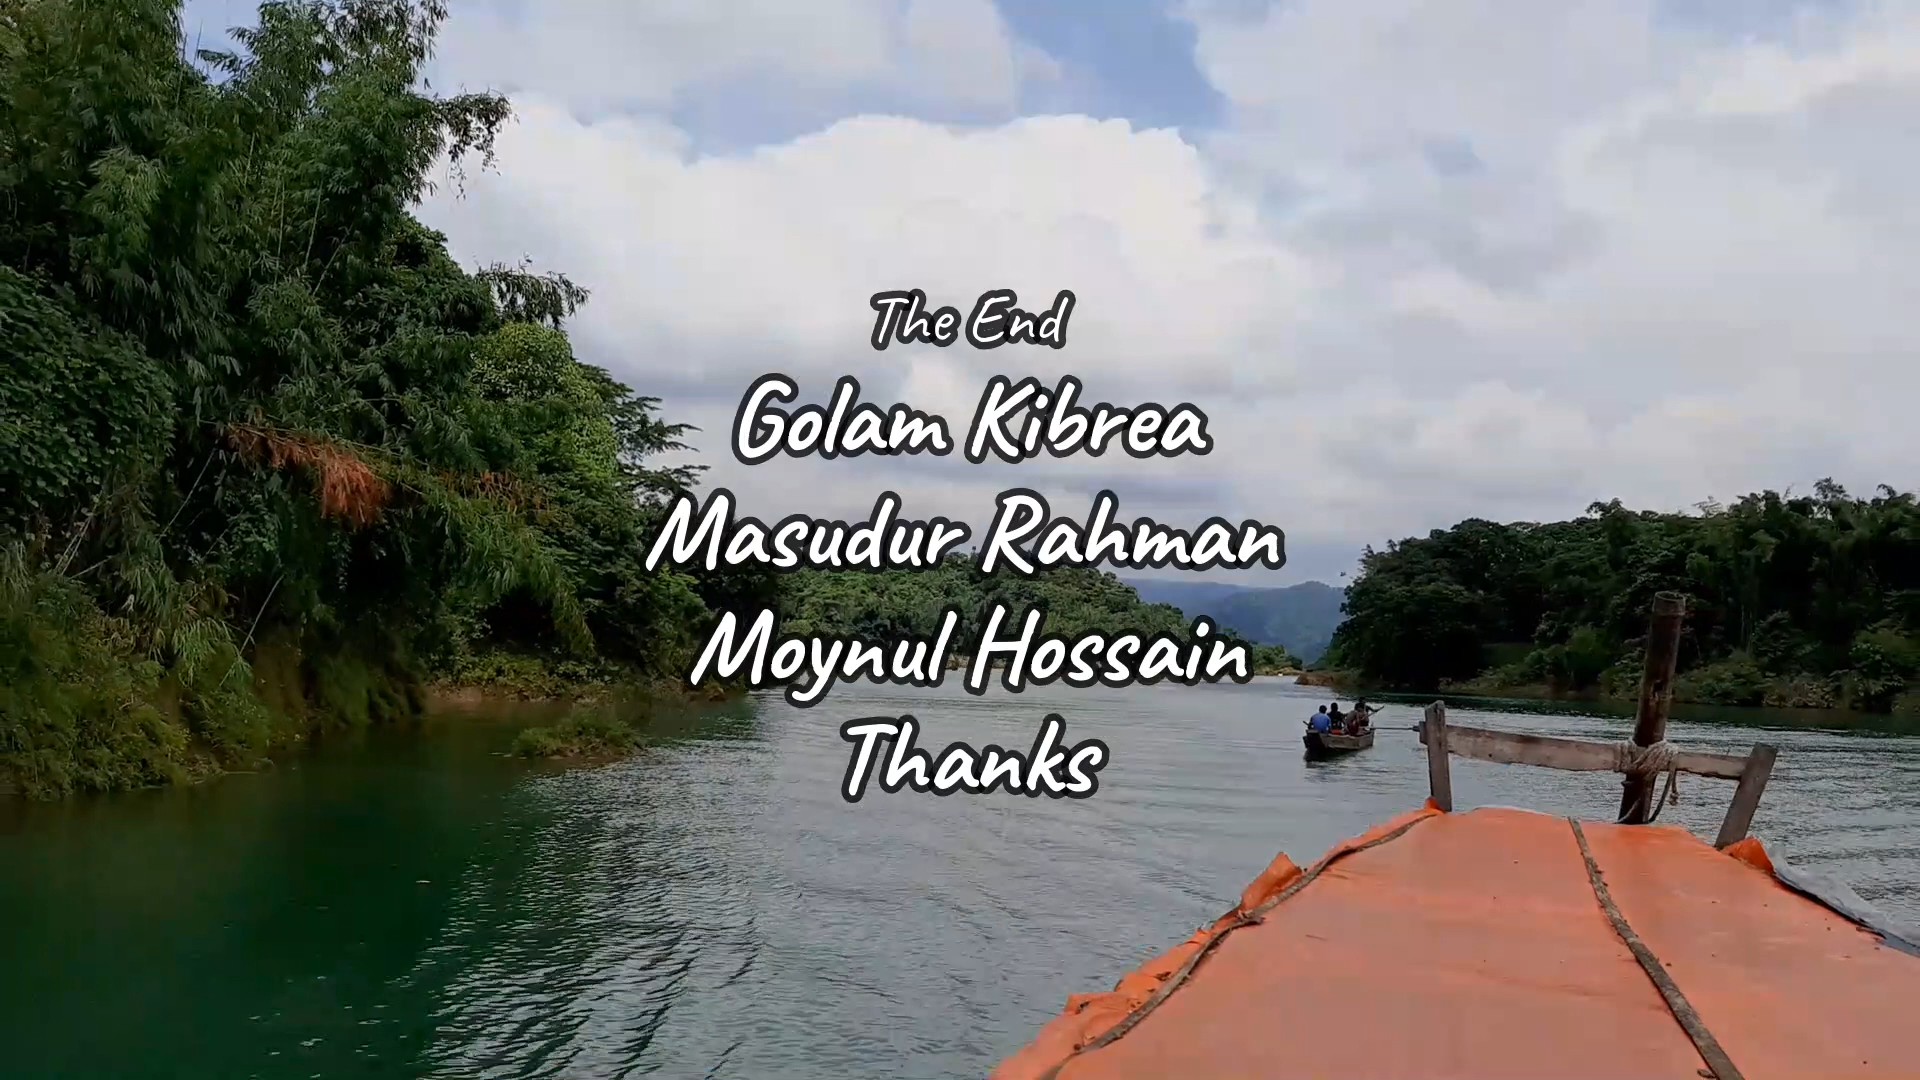 The End
Golam Kibrea
Masudur Rahman
Moynul Hossain
Thanks